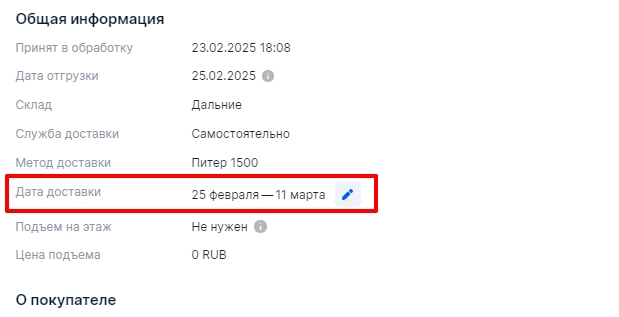 Общая информация
Принят в обработку 23.02.2025 18:08
Дата отгрузки 25.02.2025
Склад Дальние
Служба доставки Самостоятельно
Метод доставки Питер 1500
Дата доставки 25 февраля — 11 марта
Подъем на этаж Не нужен
Цена подъема 0 RUB
О покупателе